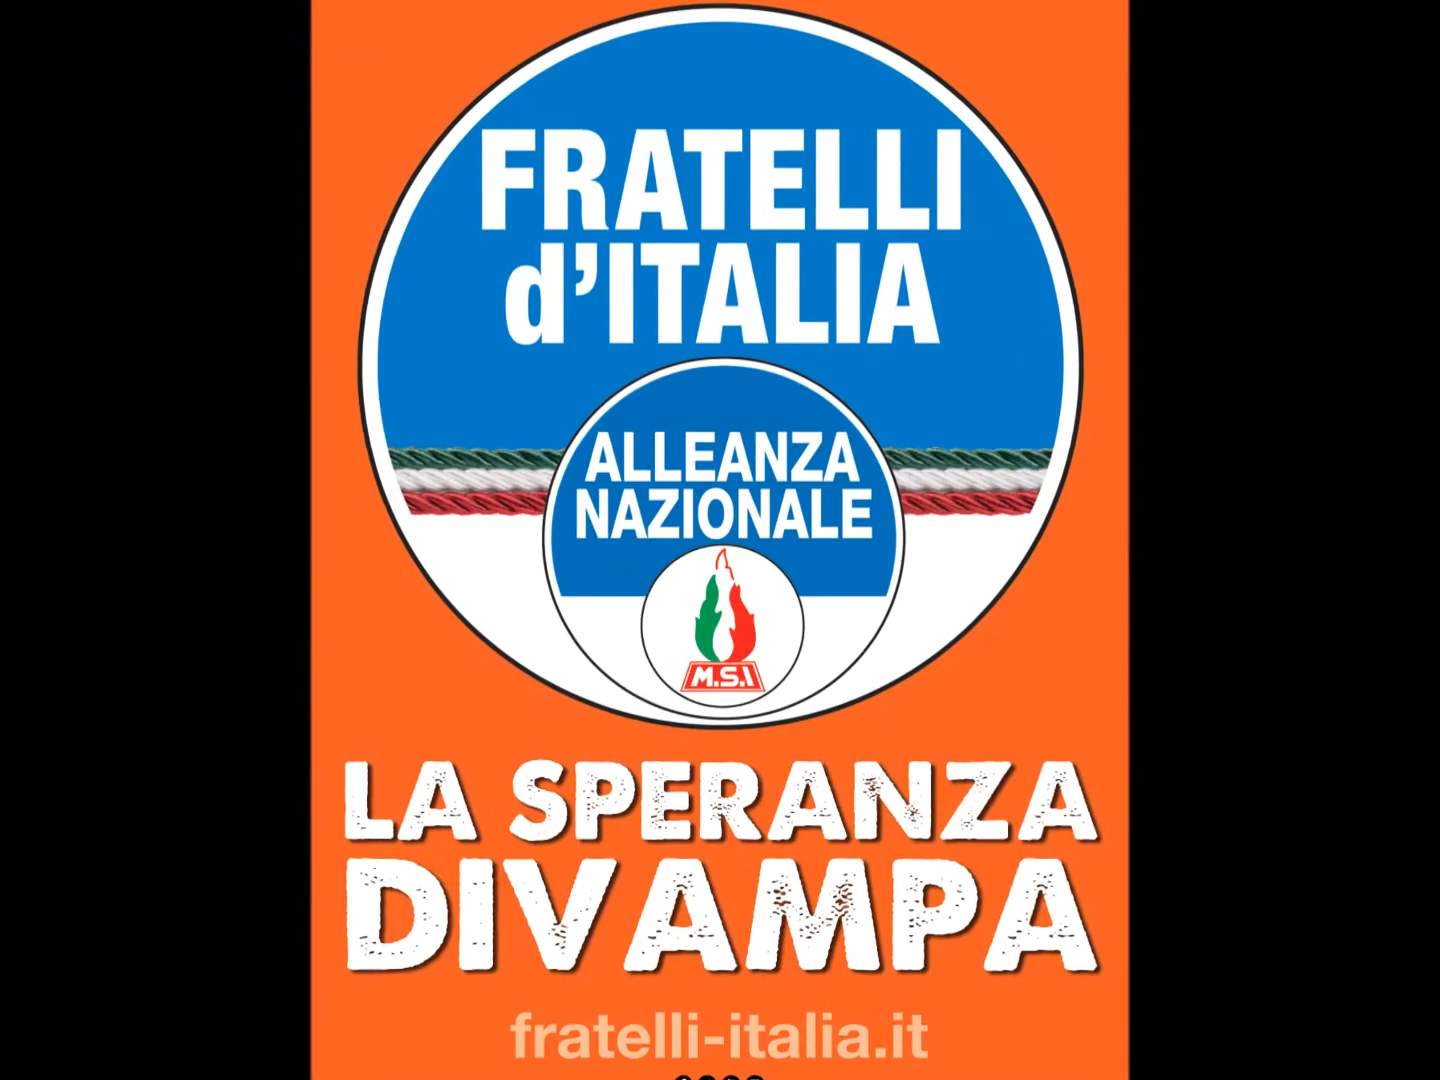 FRATELLI
d'ITALIA
ALLEANZA
NAZIONALE
M.S.I
LA SPERANZA
DIVAMPA
fratelli-italia.it